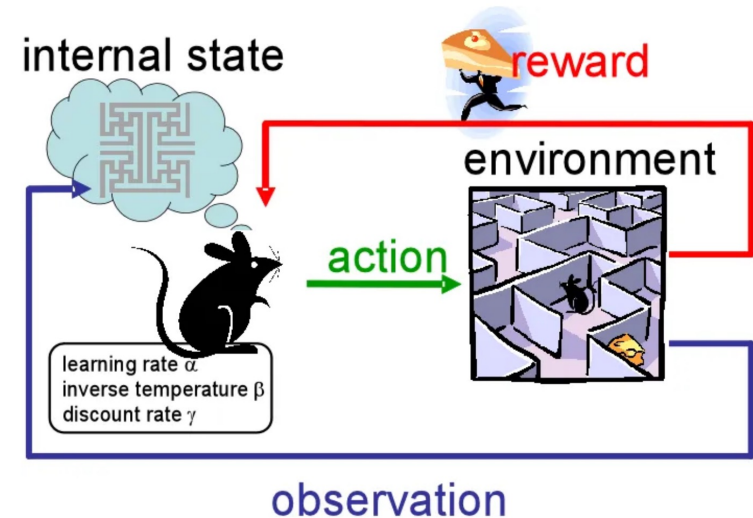 internal state
reward
environment
action
learning rate α
inverse temperature β
discount rate γ
observation